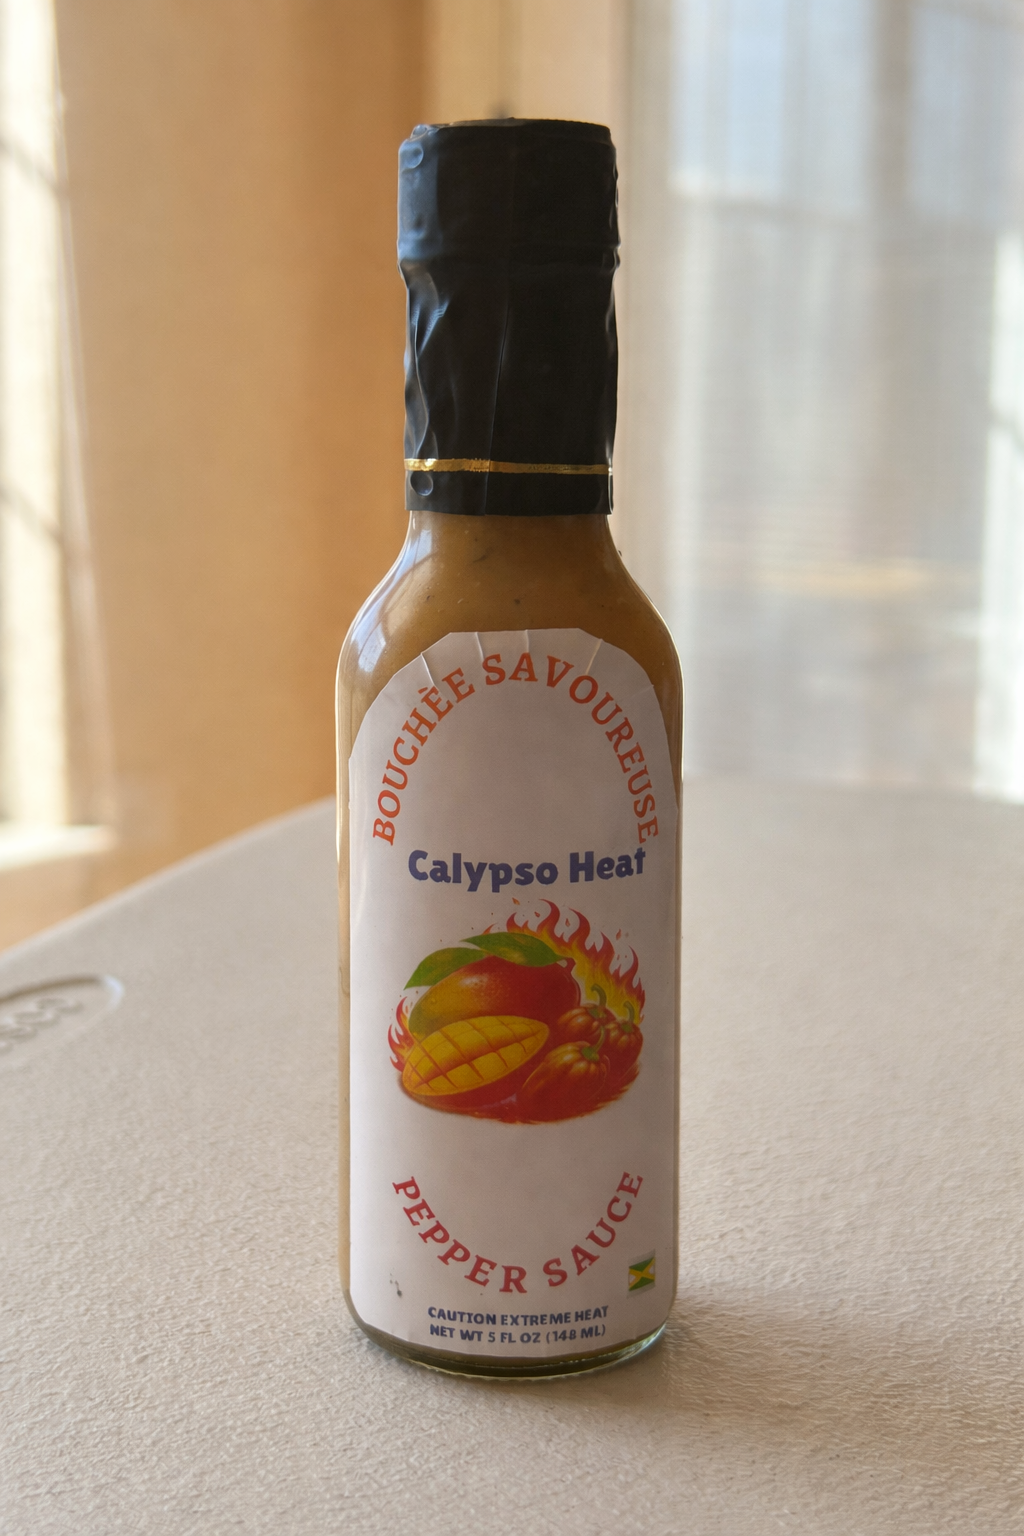 BOUCHÈE SAVOUREUSE
Calypso Heat
PEPPER SAUCE
CAUTION EXTREME HEAT
NET WT 5 FL OZ (148 ML)